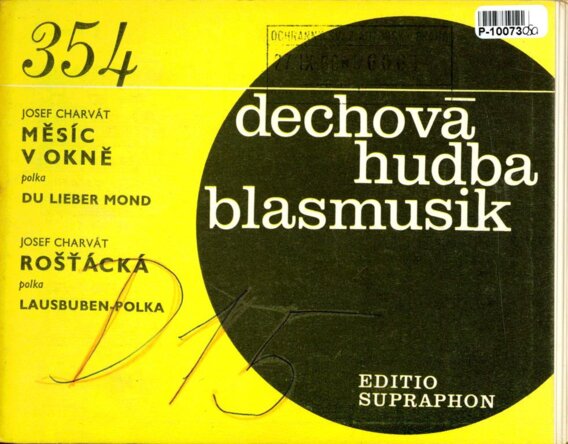 354
JOSEF CHARVÁT
MĚSÍC
V OKNĚ
polka
DU LIEBER MOND
JOSEF CHARVÁT
ROŠŤÁCKÁ
polka
LAUSBUBEN-POLKA
P-10073
dechová
hudba
blasmusik
D 15
EDITIO
SUPRAPHON